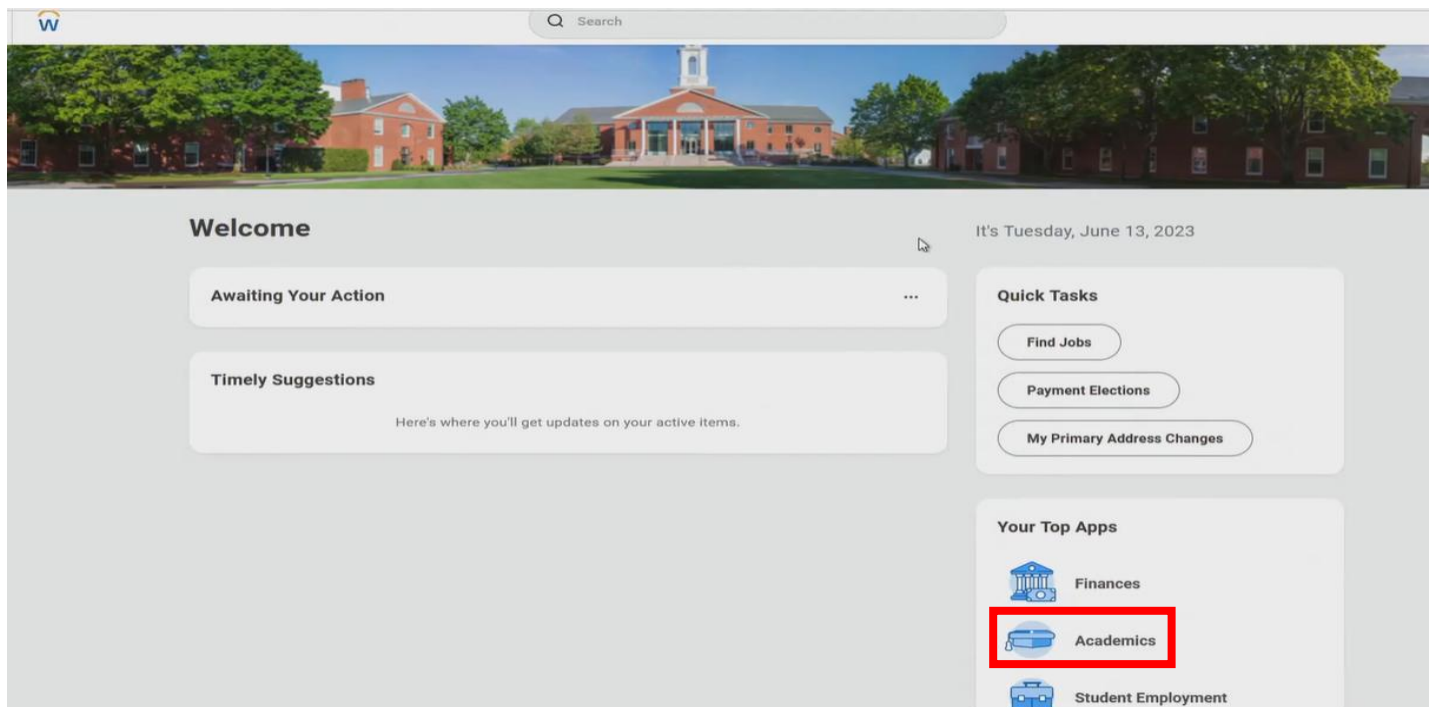 W
Search
Welcome
It's Tuesday, June 13, 2023
Awaiting Your Action
Timely Suggestions
Here's where you'll get updates on your active items.
Quick Tasks
Find Jobs
Payment Elections
My Primary Address Changes
Your Top Apps
Finances
Academics
Student Employment